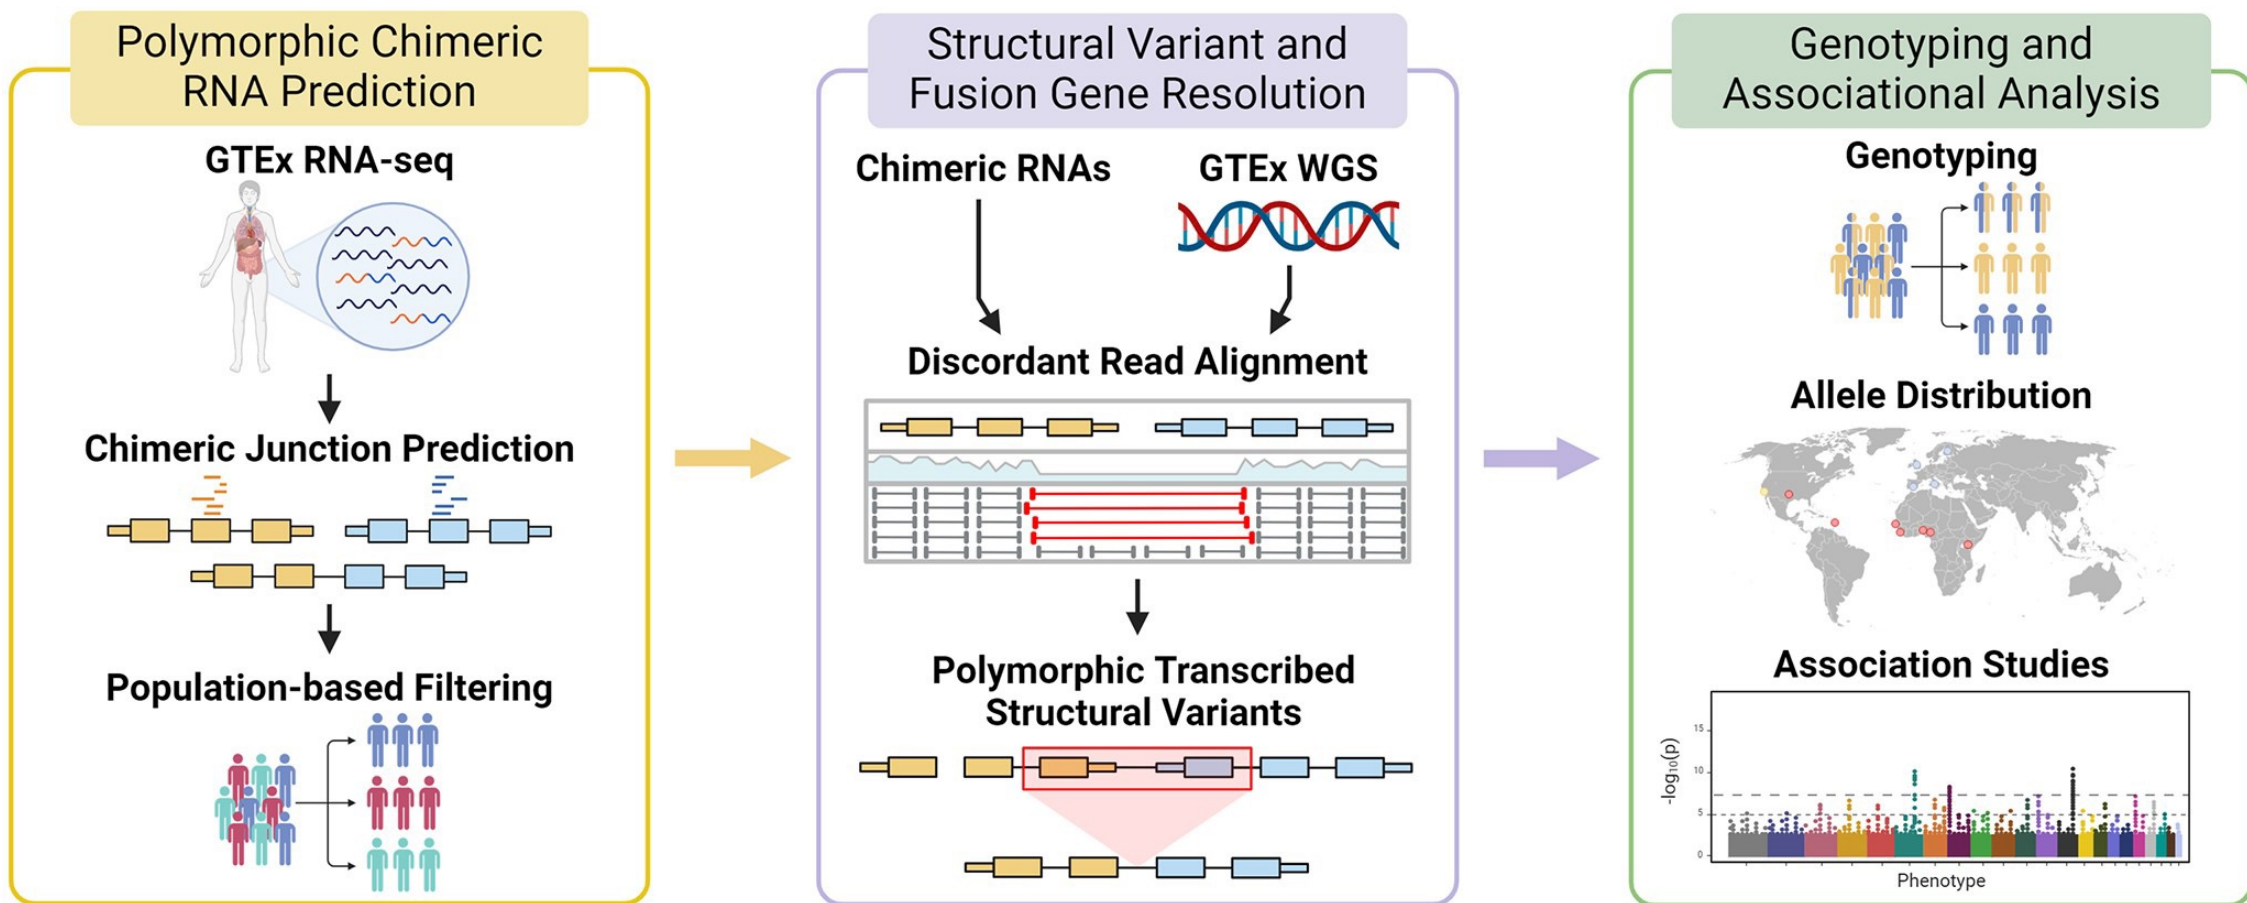 Polymorphic Chimeric
RNA Prediction
GTEx RNA-seq
Chimeric Junction Prediction
Population-based Filtering
Structural Variant and
Fusion Gene Resolution
Chimeric RNAs
GTEx WGS
Discordant Read Alignment
Polymorphic Transcribed
Structural Variants
Genotyping and
Associational Analysis
Genotyping
Allele Distribution
Association Studies
-log₁₀(p)
15
10
5
0
Phenotype